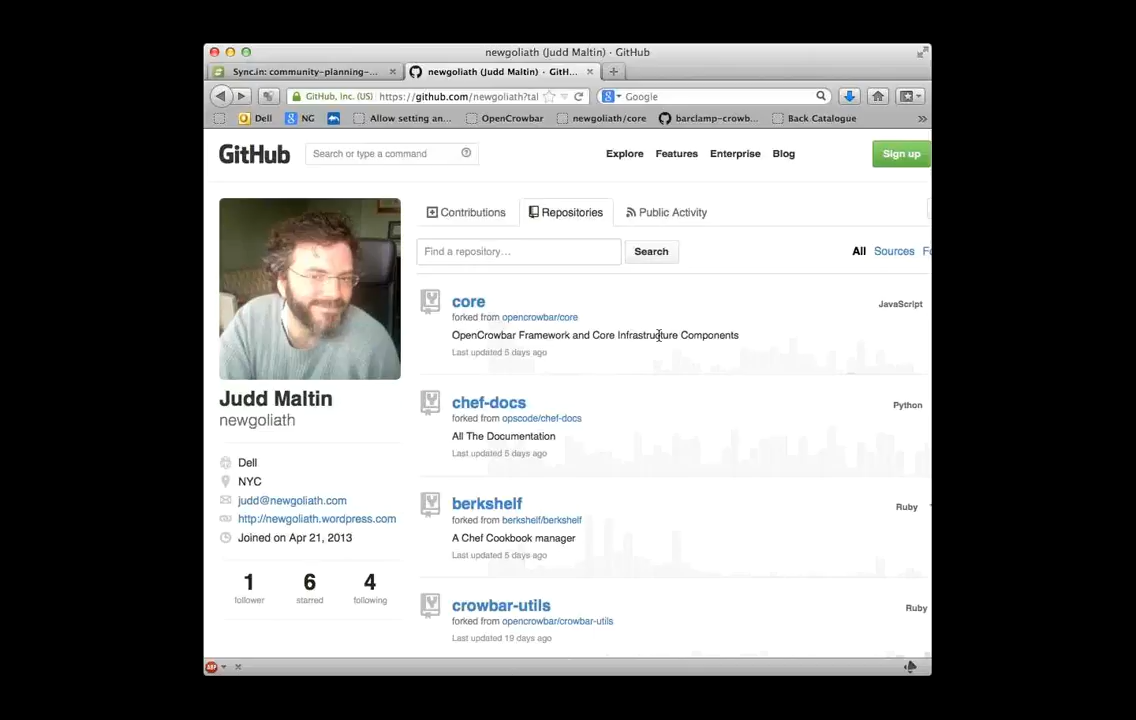 newgoliath (Judd Maltin) · GitHub
Sync.in: community-planning-...
newgoliath (Judd Maltin) · GitH...
GitHub, Inc. (US)
https://github.com/newgoliath?tal
Google
Dell
NG
Allow setting an...
OpenCrowbar
newgoliath/core
barclamp-crowb...
Back Catalogue
»
GitHub
Search or type a command
Explore
Features
Enterprise
Blog
Sign up
Contributions
Repositories
Public Activity
Find a repository...
Search
All
Sources
Fo
core
JavaScript
forked from opencrowbar/core
OpenCrowbar Framework and Core Infrastructure Components
Last updated 5 days ago
chef-docs
Python
forked from opscode/chef-docs
All The Documentation
Last updated 5 days ago
berkshelf
Ruby
forked from berkshelf/berkshelf
A Chef Cookbook manager
Last updated 5 days ago
crowbar-utils
Ruby
forked from opencrowbar/crowbar-utils
Last updated 19 days ago
Judd Maltin
newgoliath
Dell
NYC
judd@newgoliath.com
http://newgoliath.wordpress.com
Joined on Apr 21, 2013
1
follower
6
starred
4
following
ABP